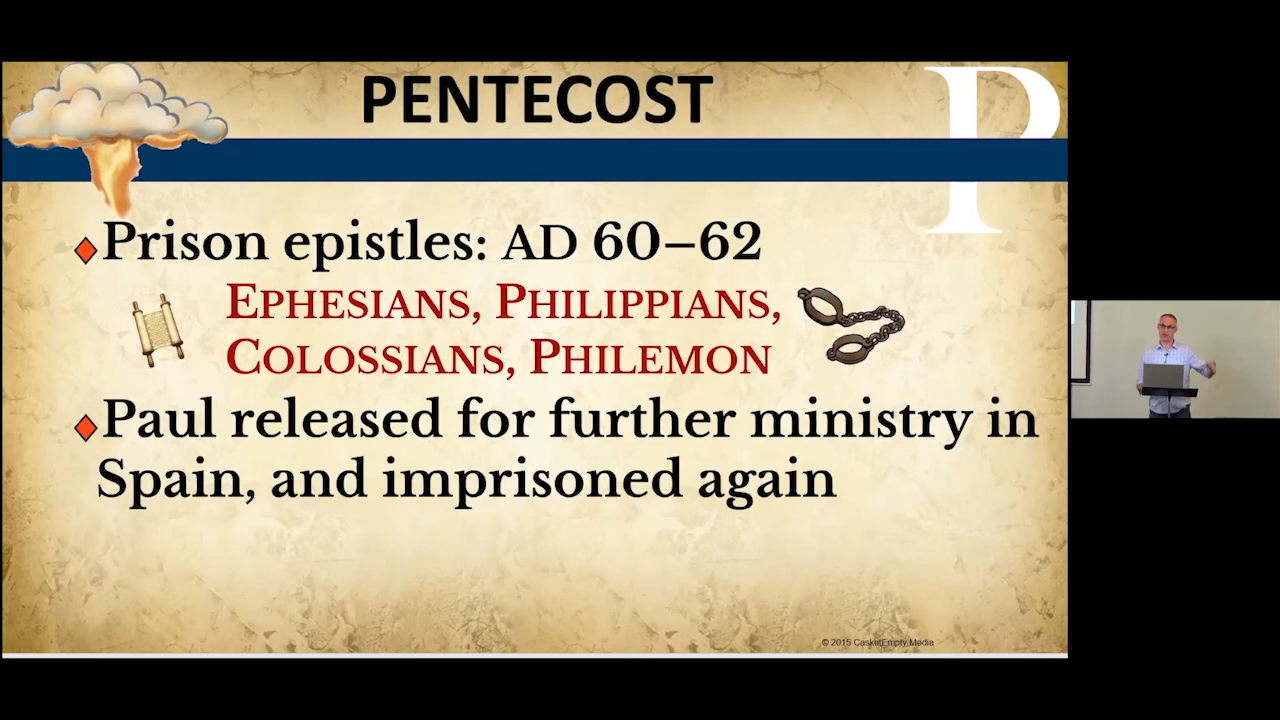 PENTECOST
P
Prison epistles: AD 60–62
EPHESIANS, PHILIPPIANS,
COLOSSIANS, PHILEMON
Paul released for further ministry in
Spain, and imprisoned again
© 2015 CasketEmpty Media